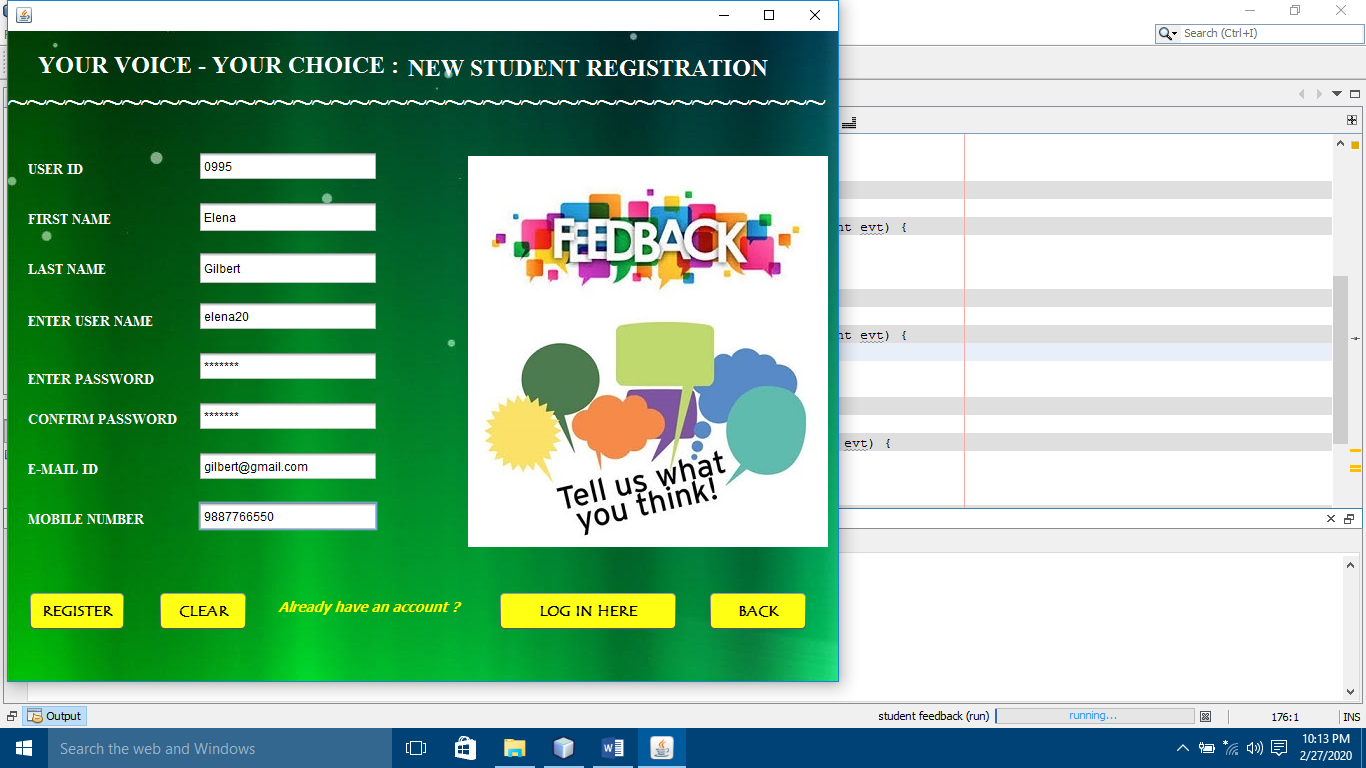 Search (Ctrl+I)
YOUR VOICE - YOUR CHOICE : NEW STUDENT REGISTRATION
~~~~~~~~~~~~~~~~~~~~~~~~~~~~~~~~~~~~~~~~~~~~~~~~~~~~
USER ID 0995
FIRST NAME Elena
LAST NAME Gilbert
ENTER USER NAME elena20
ENTER PASSWORD *******
CONFIRM PASSWORD *******
E-MAIL ID gilbert@gmail.com
MOBILE NUMBER 9887766550
FEEDBACK
Tell us what
you think!
REGISTER CLEAR Already have an account ? LOG IN HERE BACK
nt evt) {
nt evt) {
evt) {
Output student feedback (run) running... 176:1 INS
Search the web and Windows
10:13 PM
2/27/2020